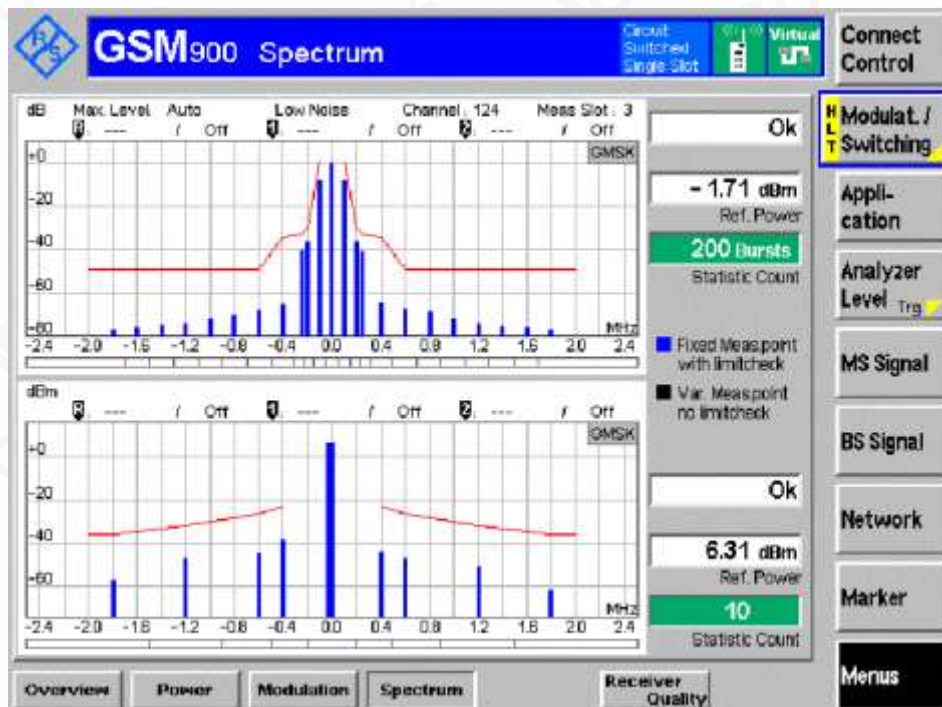 R S
GSM900 Spectrum
Circuit Switched Single Slot
Virtual
Connect Control
dB Max. Level Auto Low Noise Channel: 124 Meas Slot: 3
--- / Off 1 --- / Off 2 --- / Off
GMSK
+0
-20
-40
-60
-80
MHz
-2.4 -2.0 -1.6 -1.2 -0.8 -0.4 0.0 0.4 0.8 1.2 1.6 2.0 2.4
Ok
- 1.71 dBm
Ref. Power
200 Bursts
Statistic Count
Fixed Meas.point
with limitcheck
Var. Meas.point
no limitcheck
dBm
--- / Off 1 --- / Off 2 --- / Off
GMSK
+0
-20
-40
-60
MHz
-2.4 -2.0 -1.6 -1.2 -0.8 -0.4 0.0 0.4 0.8 1.2 1.6 2.0 2.4
Ok
6.31 dBm
Ref. Power
10
Statistic Count
HLT
Modulat. /
Switching
Appli-
cation
Analyzer
Level Trg
MS Signal
BS Signal
Network
Marker
Menus
Overview Power Modulation Spectrum Receiver Quality